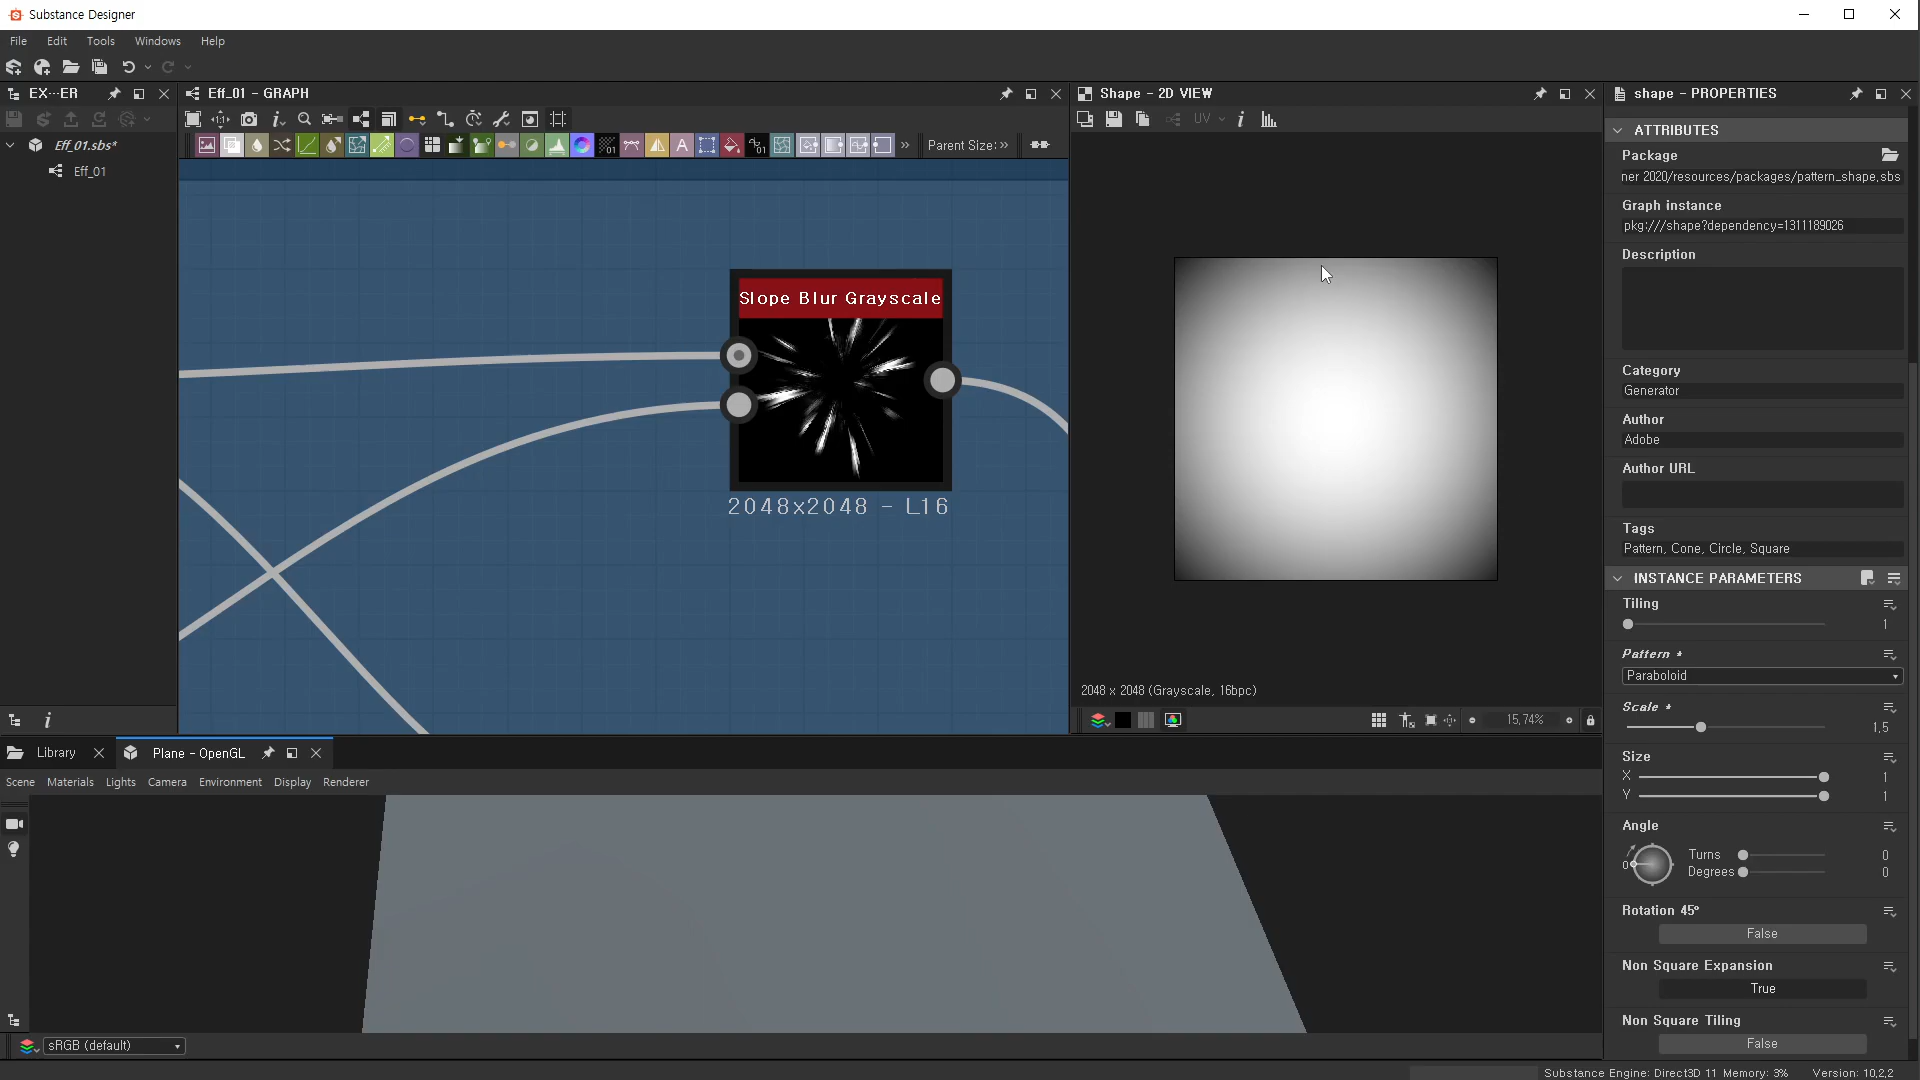 Substance Designer
File Edit Tools Windows Help
EX···ER
Eff_01 - GRAPH
Shape - 2D VIEW
shape - PROPERTIES
UV
Parent Size:
Eff_01.sbs*
Eff_01
Slope Blur Grayscale
2048x2048 - L16
2048 x 2048 (Grayscale, 16bpc)
15,74%
ATTRIBUTES
Package
ner 2020/resources/packages/pattern_shape,sbs
Graph instance
pkg:///shape?dependency=1311189026
Description
Category
Generator
Author
Adobe
Author URL
Tags
Pattern, Cone, Circle, Square
INSTANCE PARAMETERS
Tiling
1
Pattern *
Paraboloid
Scale *
1,5
Size
X 1
Y 1
Angle
0
Turns 0
Degrees 0
Rotation 45°
False
Non Square Expansion
True
Non Square Tiling
False
Library
Plane - OpenGL
Scene Materials Lights Camera Environment Display Renderer
sRGB (default)
Substance Engine: Direct3D 11 Memory: 3% Version: 10,2,2